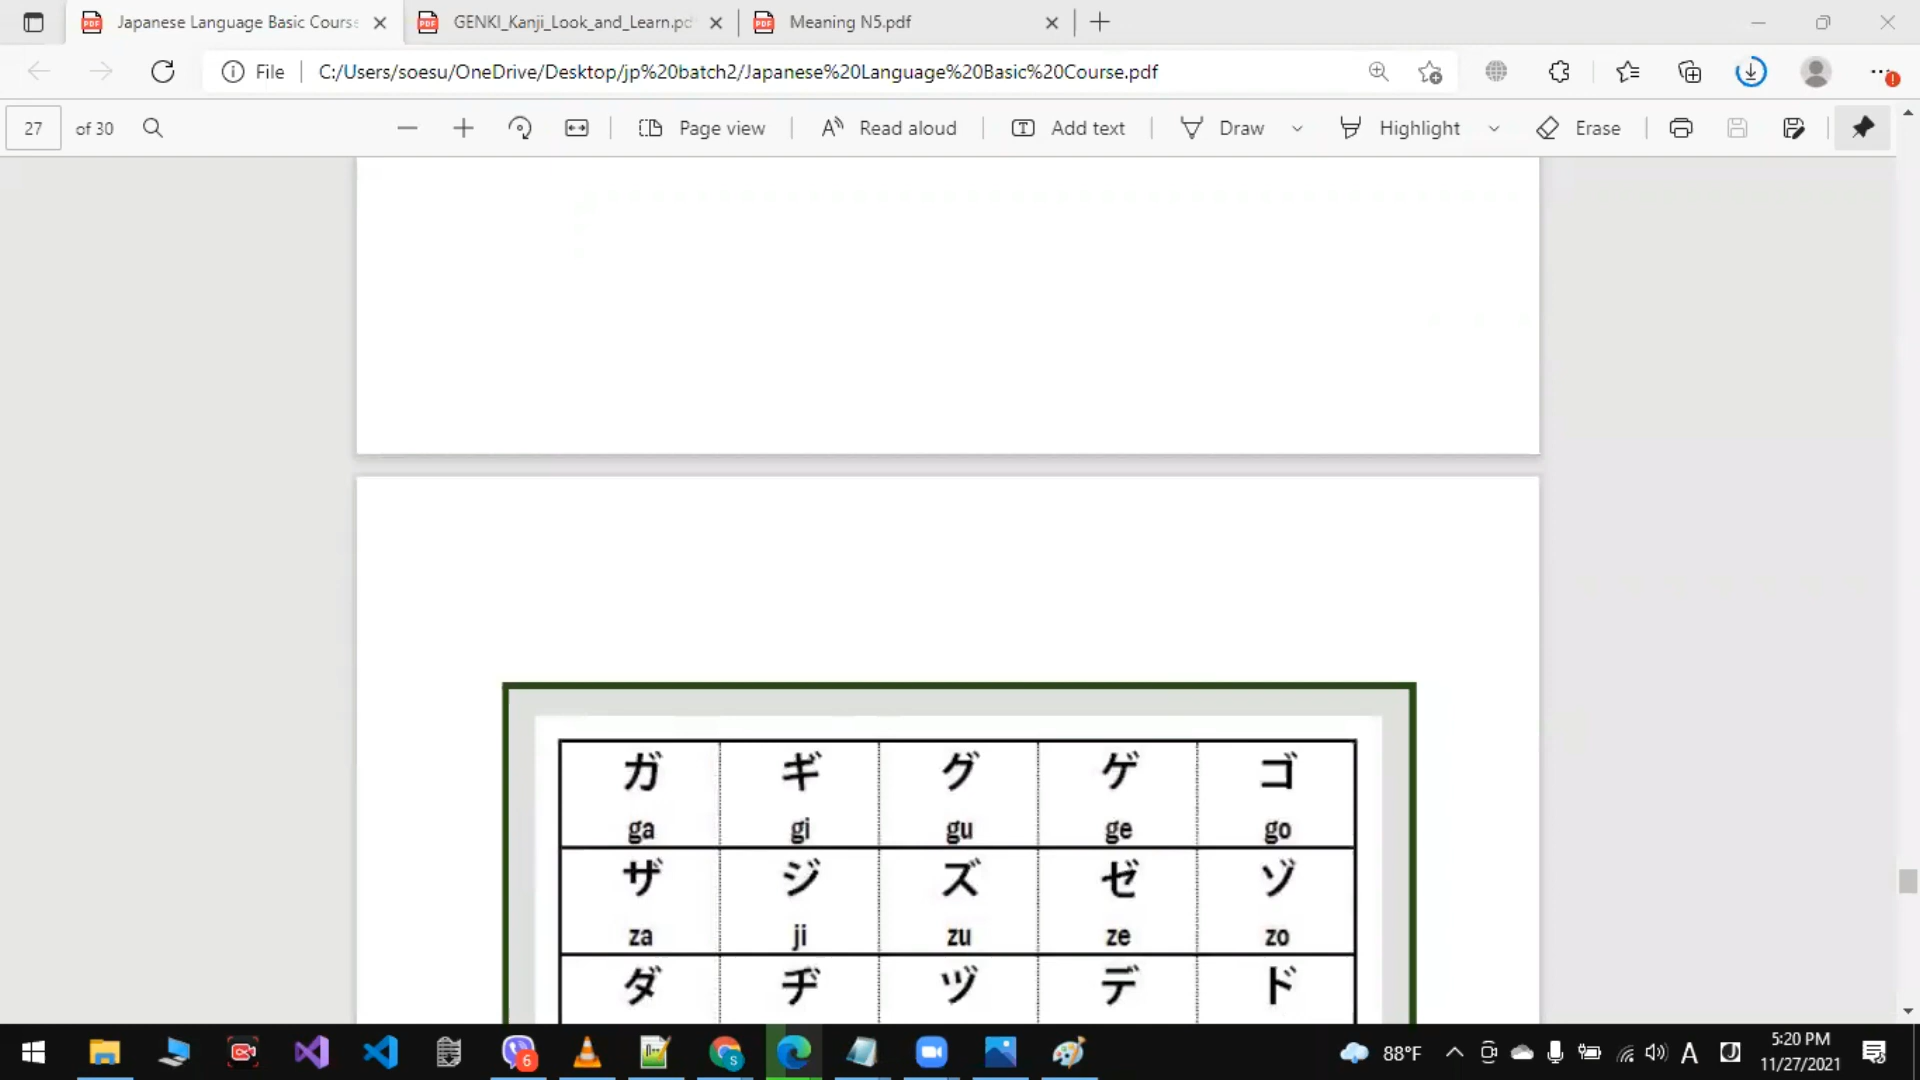 Japanese Language Basic Course
GENKI_Kanji_Look_and_Learn.pd
Meaning N5.pdf
File
C:/Users/soesu/OneDrive/Desktop/jp%20batch2/Japanese%20Language%20Basic%20Course.pdf
27 of 30
Page view
Read aloud
Add text
Draw
Highlight
Erase
ガ ギ グ ゲ ゴ
ga gi gu ge go
ザ ジ ズ ゼ ゾ
za ji zu ze zo
ダ ヂ ヅ デ ド
6
S
88°F
A
5:20 PM
11/27/2021